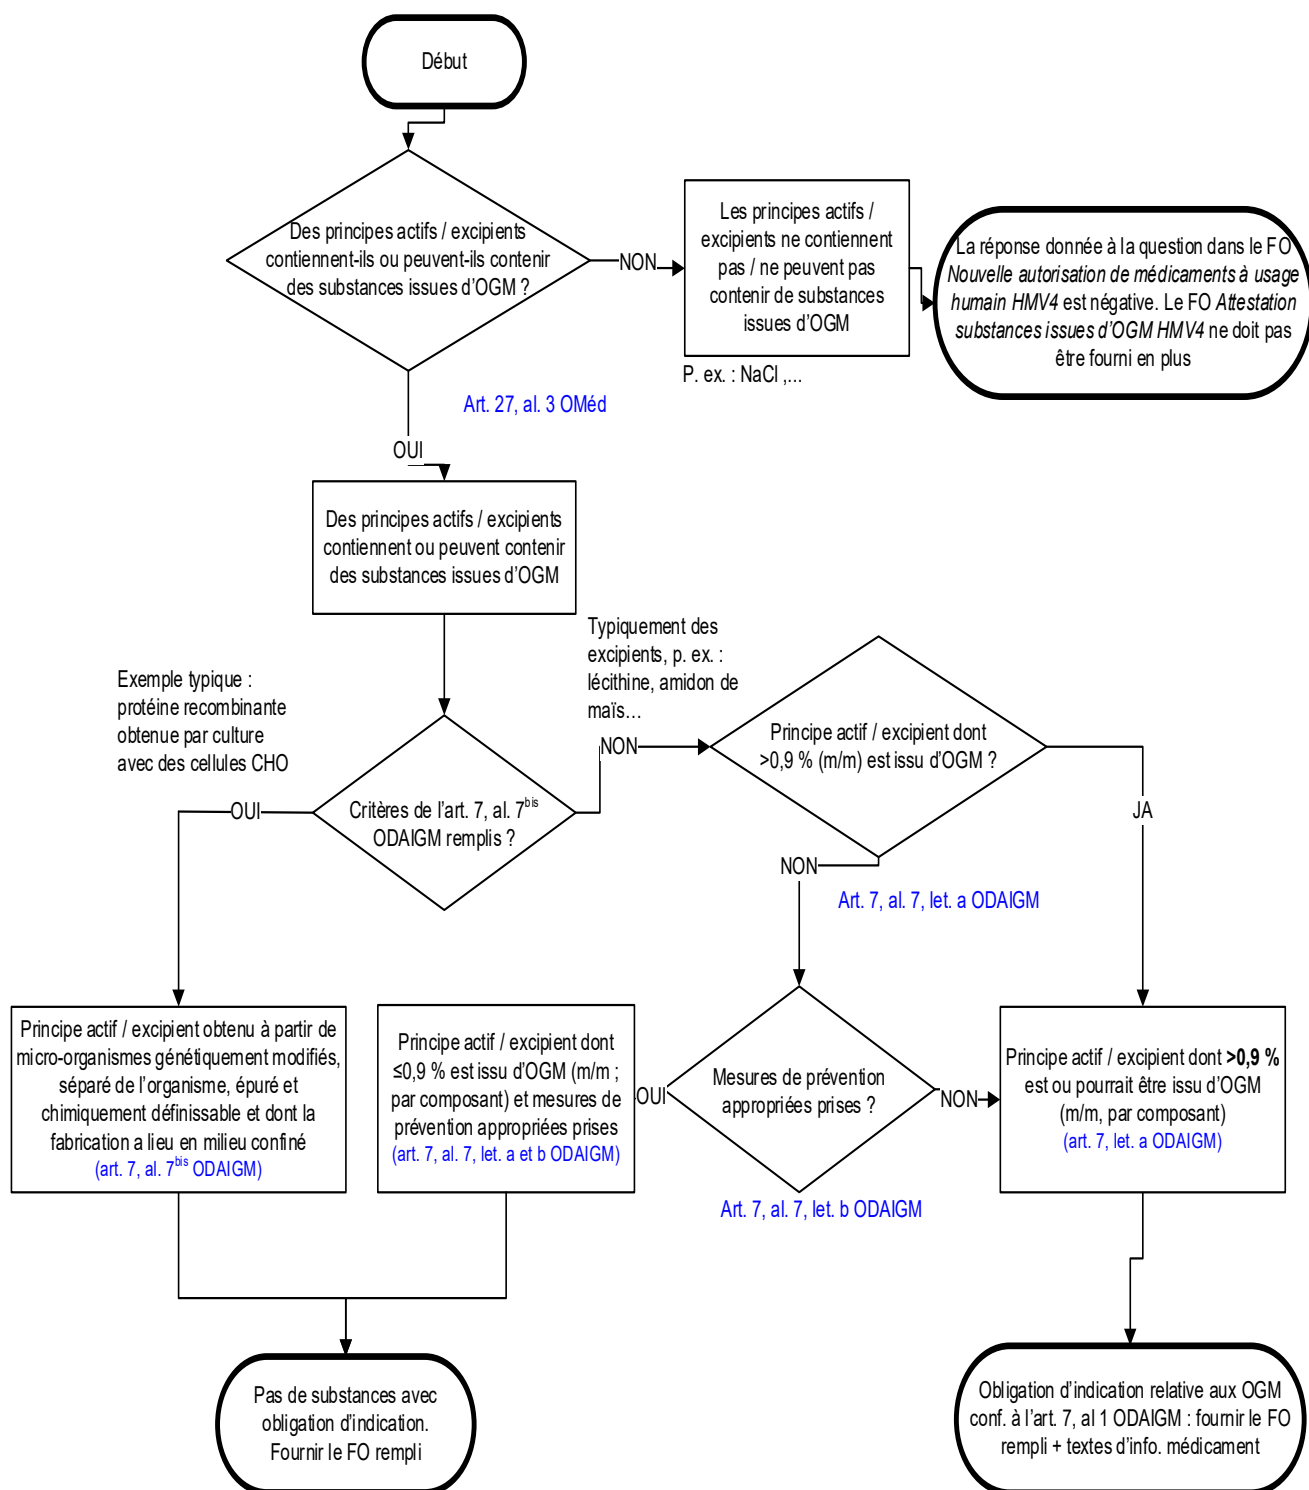 Début
Des principes actifs / excipients
contiennent-ils ou peuvent-ils contenir
des substances issues d'OGM ?
NON
Les principes actifs /
excipients ne contiennent
pas / ne peuvent pas
contenir de substances
issues d'OGM
P. ex. : NaCl ,...
La réponse donnée à la question dans le FO
Nouvelle autorisation de médicaments à usage
humain HMV4 est négative. Le FO Attestation
substances issues d'OGM HMV4 ne doit pas
être fourni en plus
Art. 27, al. 3 OMéd
OUI
Des principes actifs / excipients
contiennent ou peuvent contenir
des substances issues d'OGM
Exemple typique :
protéine recombinante
obtenue par culture
avec des cellules CHO
Typiquement des
excipients, p. ex. :
lécithine, amidon de
maïs...
OUI
Critères de l'art. 7, al. 7bis
ODAIGM remplis ?
NON
Principe actif / excipient dont
>0,9 % (m/m) est issu d'OGM ?
JA
NON
Art. 7, al. 7, let. a ODAIGM
Principe actif / excipient obtenu à partir de
micro-organismes génétiquement modifiés,
séparé de l'organisme, épuré et
chimiquement définissable et dont la
fabrication a lieu en milieu confiné
(art. 7, al. 7bis ODAIGM)
Principe actif / excipient dont
≤0,9 % est issu d'OGM (m/m ;
par composant) et mesures de
prévention appropriées prises
(art. 7, al. 7, let. a et b ODAIGM)
OUI
Mesures de prévention
appropriées prises ?
NON
Art. 7, al. 7, let. b ODAIGM
Principe actif / excipient dont >0,9 %
est ou pourrait être issu d'OGM
(m/m, par composant)
(art. 7, let. a ODAIGM)
Pas de substances avec
obligation d'indication.
Fournir le FO rempli
Obligation d'indication relative aux OGM
conf. à l'art. 7, al 1 ODAIGM : fournir le FO
rempli + textes d'info. médicament